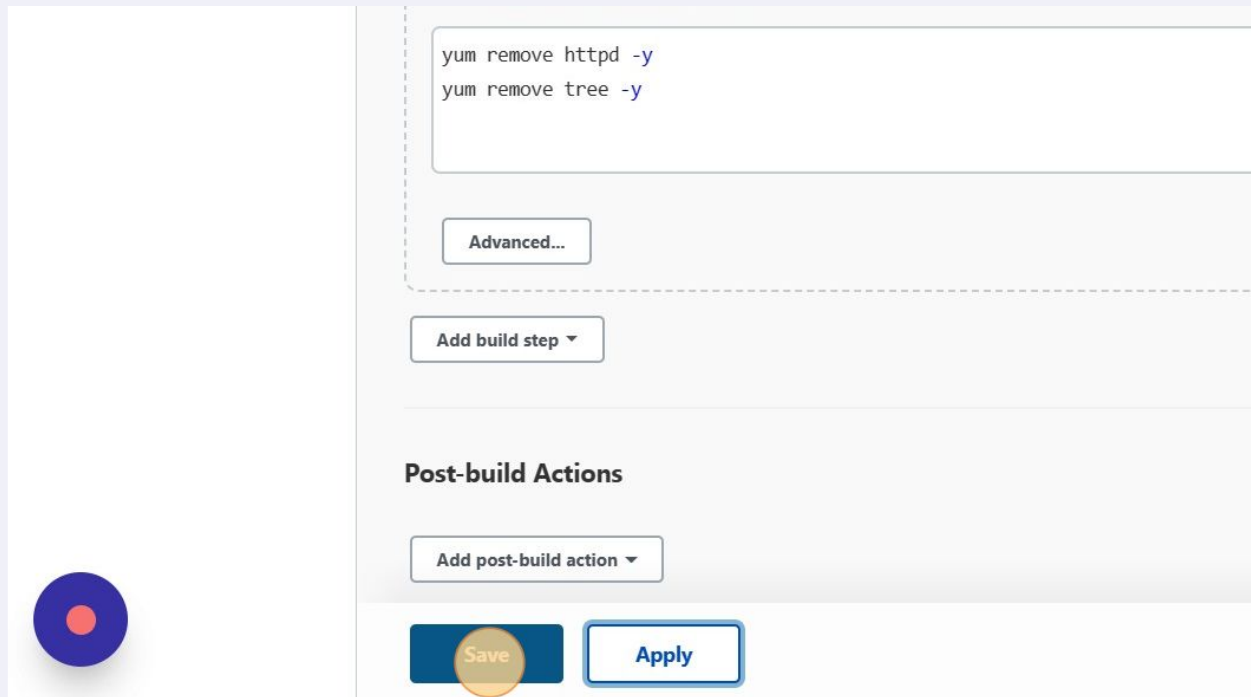 yum remove httpd -y
yum remove tree -y
Advanced...
Add build step
Post-build Actions
Add post-build action
Save
Apply